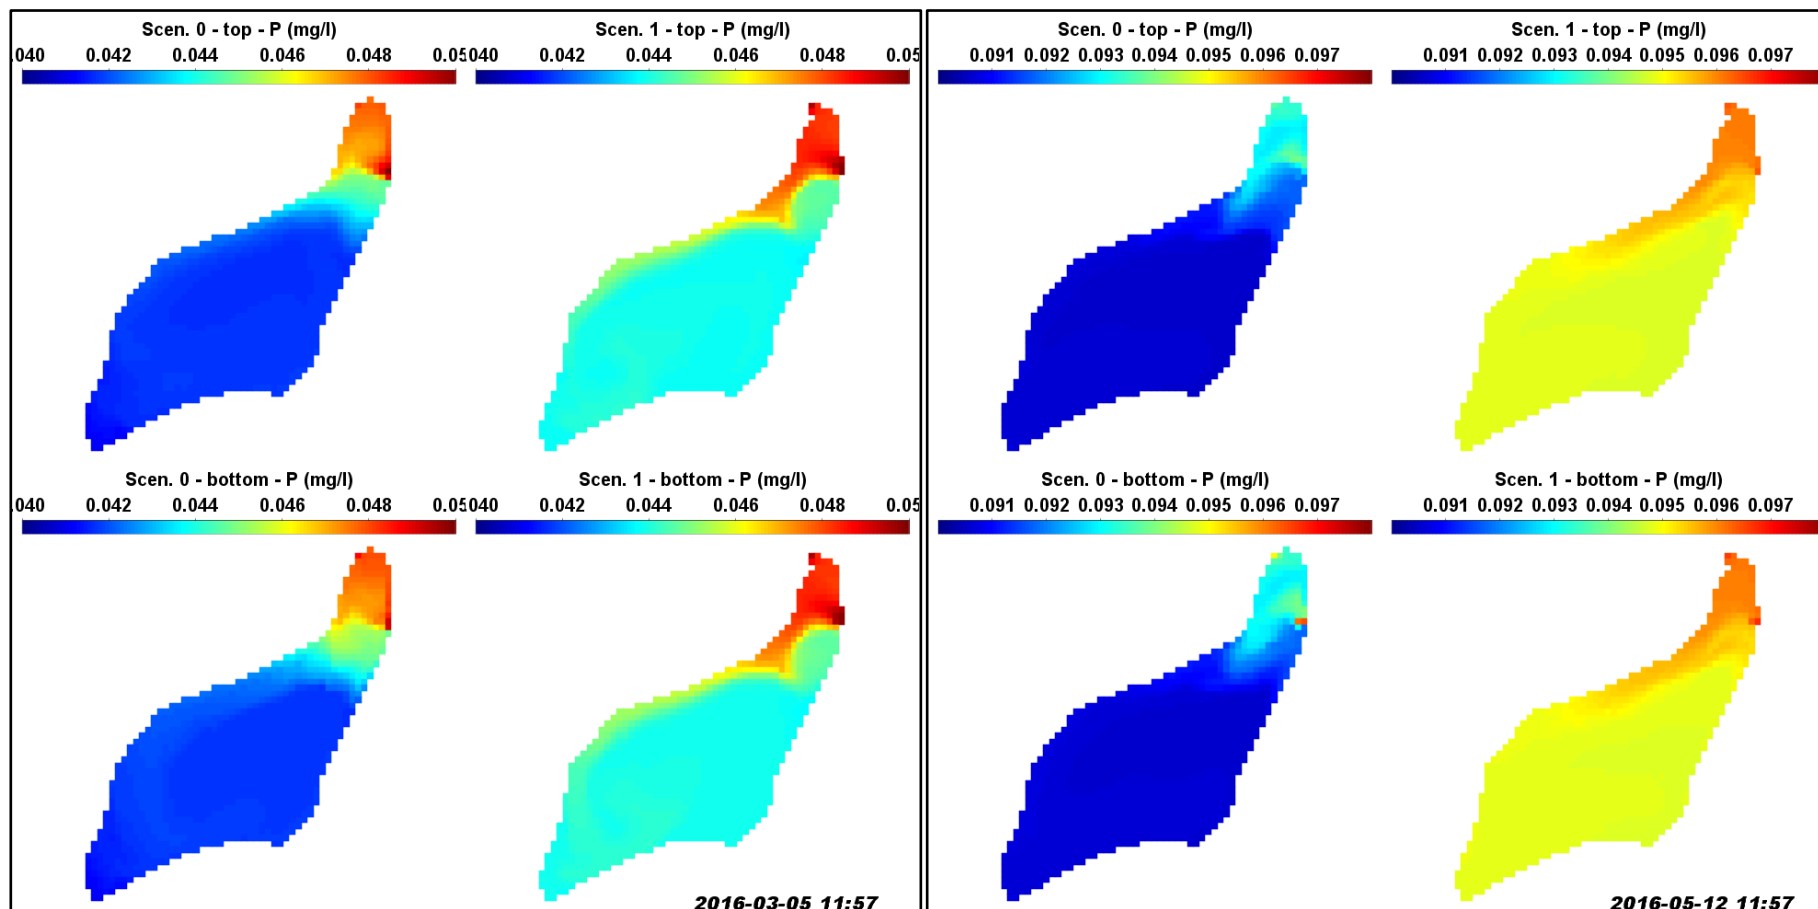 Scen. 0 - top - P (mg/l) Scen. 1 - top - P (mg/l) Scen. 0 - top - P (mg/l) Scen. 1 - top - P (mg/l)
.040 0.042 0.044 0.046 0.048 0.05 040 0.042 0.044 0.046 0.048 0.05 0.091 0.092 0.093 0.094 0.095 0.096 0.097 0.091 0.092 0.093 0.094 0.095 0.096 0.097
Scen. 0 - bottom - P (mg/l) Scen. 1 - bottom - P (mg/l) Scen. 0 - bottom - P (mg/l) Scen. 1 - bottom - P (mg/l)
.040 0.042 0.044 0.046 0.048 0.05 040 0.042 0.044 0.046 0.048 0.05 0.091 0.092 0.093 0.094 0.095 0.096 0.097 0.091 0.092 0.093 0.094 0.095 0.096 0.097
2016-03-05 11:57 2016-05-12 11:57